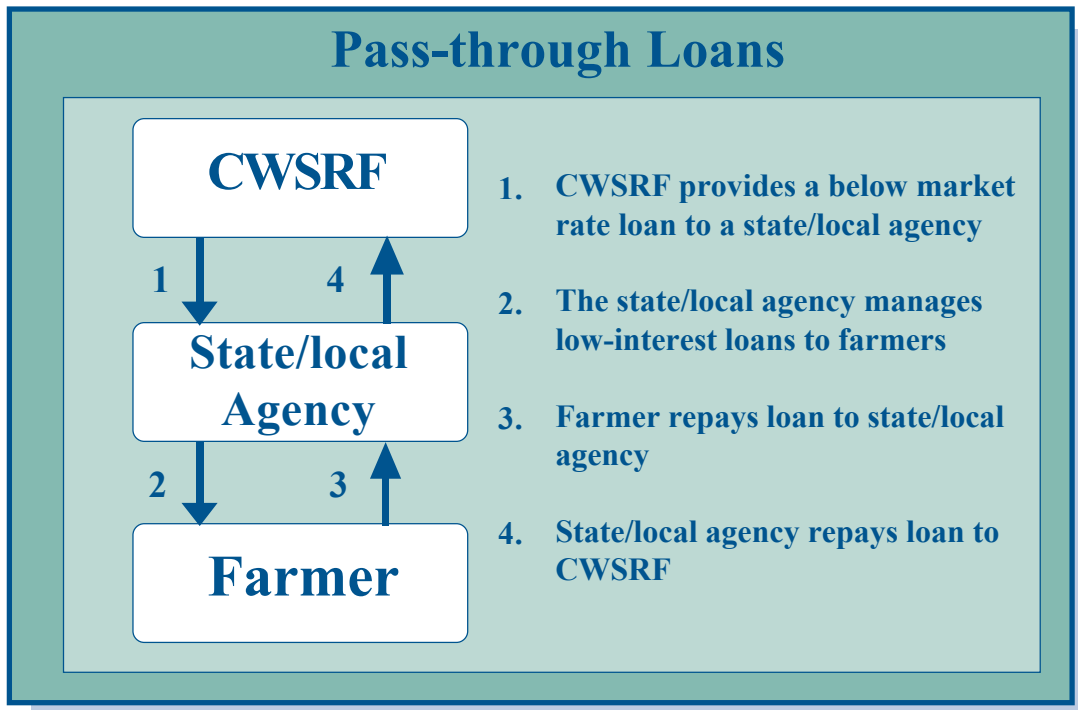 Pass-through Loans
CWSRF
1
4
State/local
Agency
2
3
Farmer
1. CWSRF provides a below market
rate loan to a state/local agency
2. The state/local agency manages
low-interest loans to farmers
3. Farmer repays loan to state/local
agency
4. State/local agency repays loan to
CWSRF